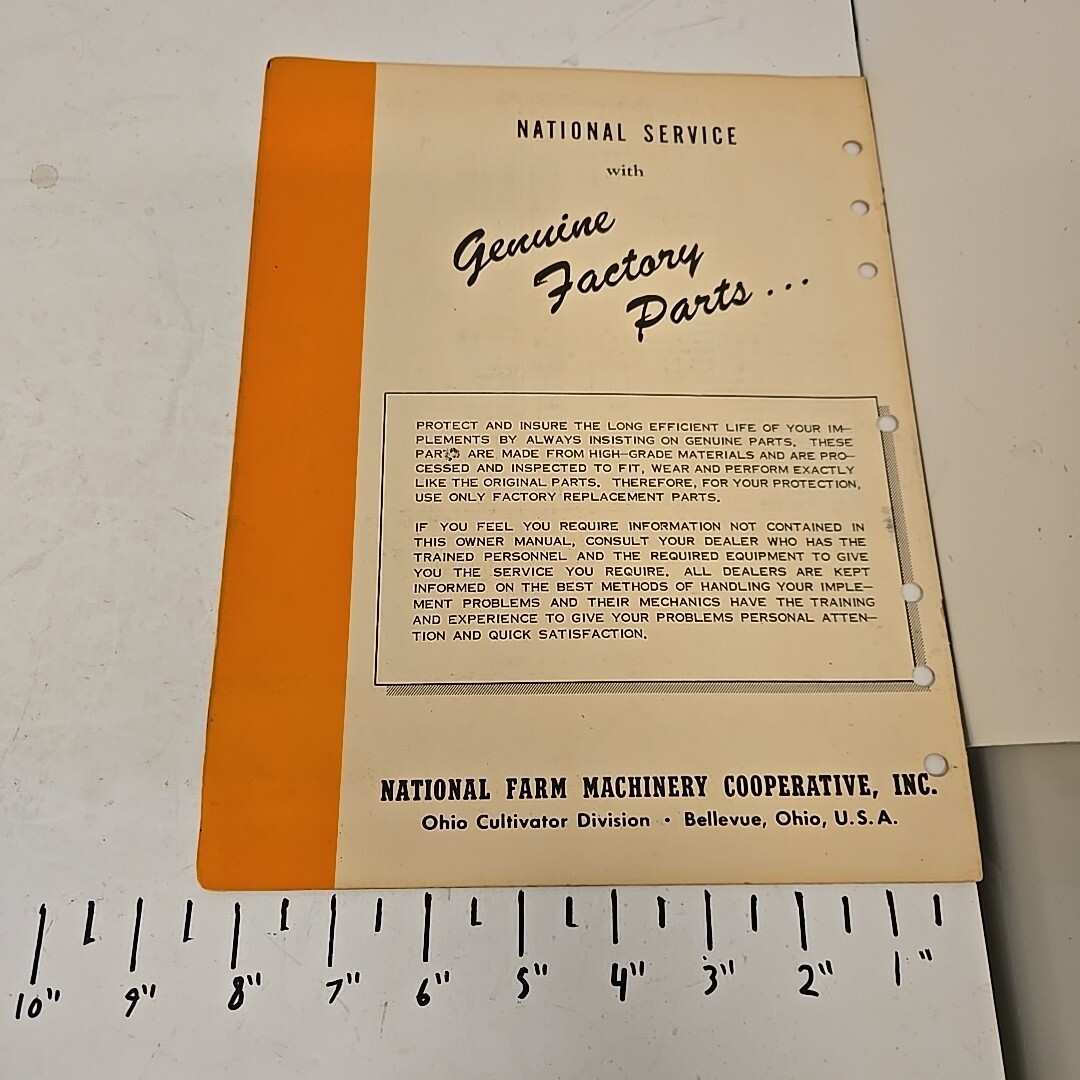 NATIONAL SERVICE
with
Genuine
Factory
Parts...
PROTECT AND INSURE THE LONG EFFICIENT LIFE OF YOUR IM-
PLEMENTS BY ALWAYS INSISTING ON GENUINE PARTS. THESE
PARTS ARE MADE FROM HIGH-GRADE MATERIALS AND ARE PRO-
CESSED AND INSPECTED TO FIT, WEAR AND PERFORM EXACTLY
LIKE THE ORIGINAL PARTS. THEREFORE, FOR YOUR PROTECTION,
USE ONLY FACTORY REPLACEMENT PARTS.
IF YOU FEEL YOU REQUIRE INFORMATION NOT CONTAINED IN
THIS OWNER MANUAL, CONSULT YOUR DEALER WHO HAS THE
TRAINED PERSONNEL AND THE REQUIRED EQUIPMENT TO GIVE
YOU THE SERVICE YOU REQUIRE. ALL DEALERS ARE KEPT
INFORMED ON THE BEST METHODS OF HANDLING YOUR IMPLE-
MENT PROBLEMS AND THEIR MECHANICS HAVE THE TRAINING
AND EXPERIENCE TO GIVE YOUR PROBLEMS PERSONAL ATTEN-
TION AND QUICK SATISFACTION.
NATIONAL FARM MACHINERY COOPERATIVE, INC.
Ohio Cultivator Division • Bellevue, Ohio, U.S.A.
10" 9" 8" 7" 6" 5" 4" 3" 2" 1"